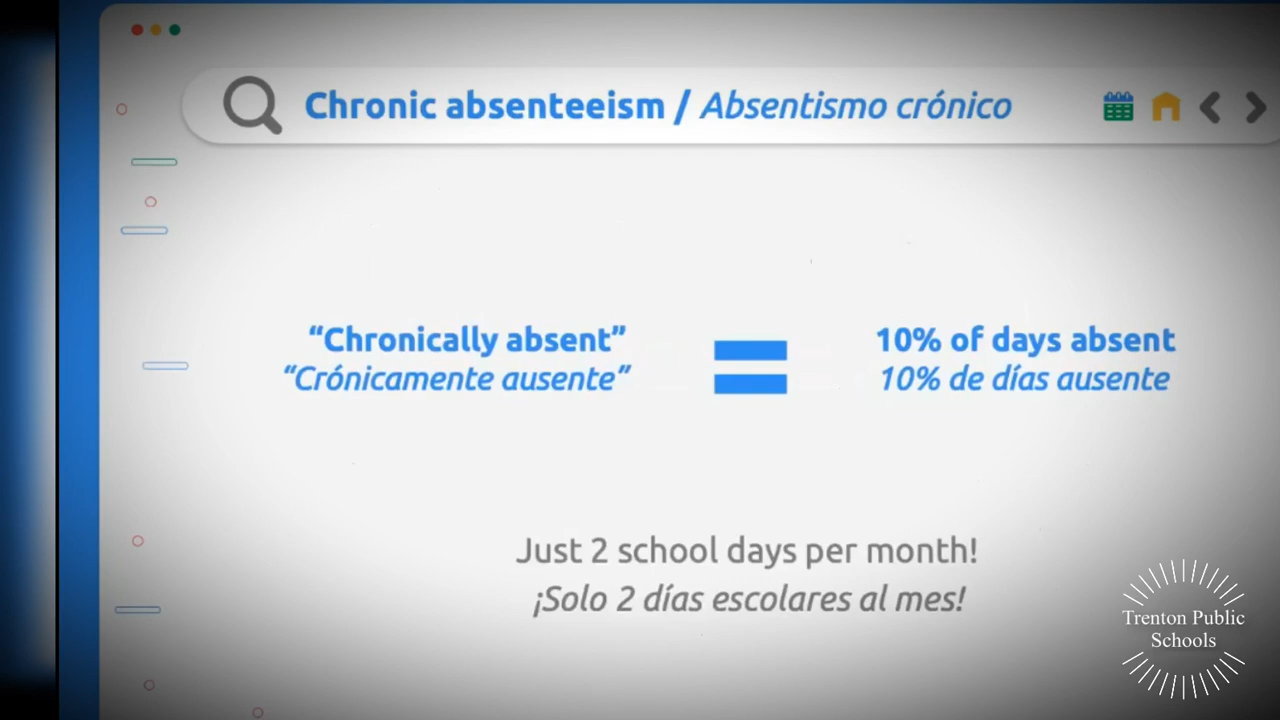 Chronic absenteeism / Absentismo crónico
“Chronically absent”
“Crónicamente ausente”
10% of days absent
10% de días ausente
Just 2 school days per month!
¡Solo 2 días escolares al mes!
Trenton Public
Schools